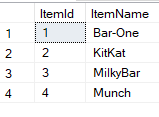 ItemId ItemName
1 1 Bar-One
2 2 KitKat
3 3 MilkyBar
4 4 Munch